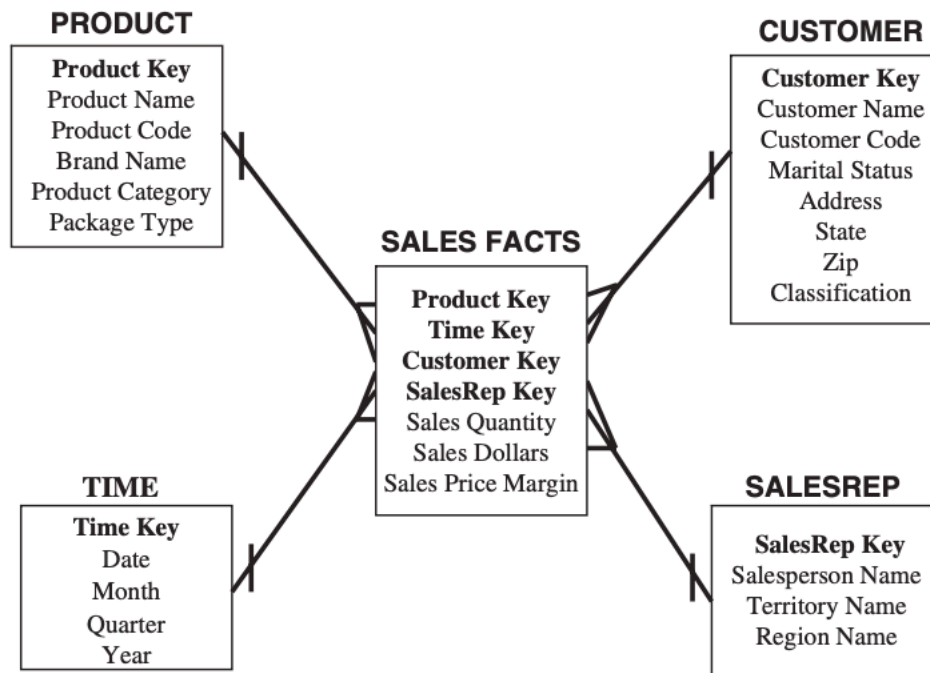 PRODUCT
Product Key
Product Name
Product Code
Brand Name
Product Category
Package Type
CUSTOMER
Customer Key
Customer Name
Customer Code
Marital Status
Address
State
Zip
Classification
SALES FACTS
Product Key
Time Key
Customer Key
SalesRep Key
Sales Quantity
Sales Dollars
Sales Price Margin
TIME
Time Key
Date
Month
Quarter
Year
SALESREP
SalesRep Key
Salesperson Name
Territory Name
Region Name